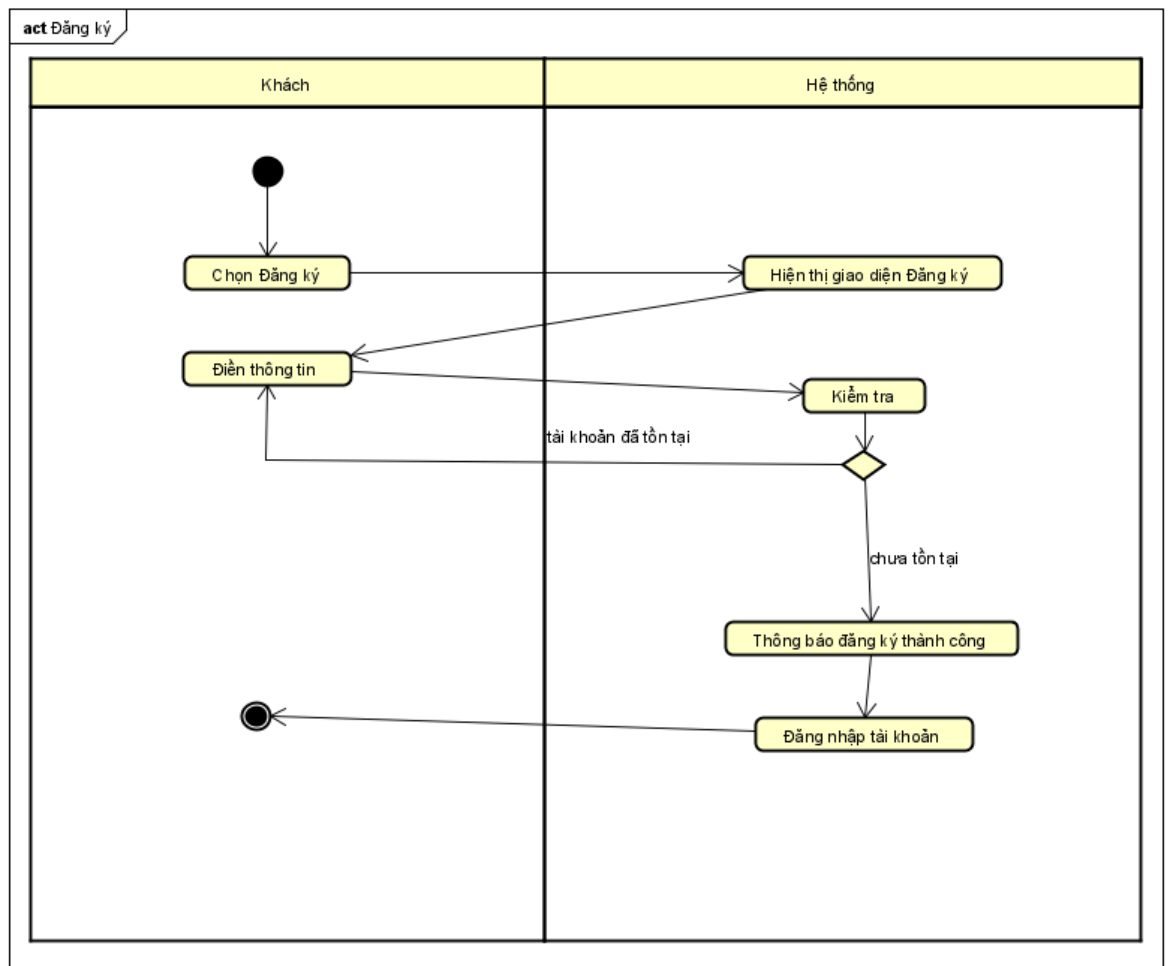 act Đăng ký
Khách
Hệ thống
Chọn Đăng ký
Hiện thị giao diện Đăng ký
Điền thông tin
Kiểm tra
tài khoản đã tồn tại
chưa tồn tại
Thông báo đăng ký thành công
Đăng nhập tài khoản